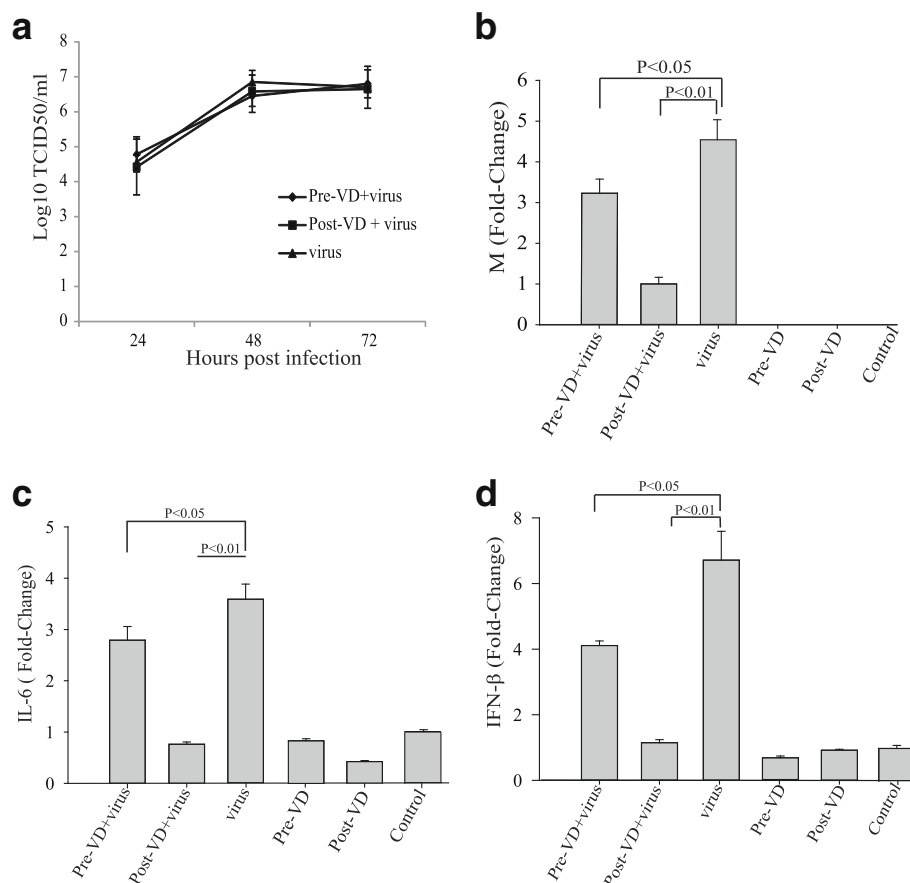 a
Log10 TCID50/ml
8
7
6
5
4
3
2
1
0
24 48 72
Hours post infection
Pre-VD+virus
Post-VD + virus
virus
b
M (Fold-Change)
6
5
4
3
2
1
0
P<0.05
P<0.01
Pre-VD+virus
Post-VD+virus
virus
Pre-VD
Post-VD
Control
c
IL-6 ( Fold-Change)
5
4
3
2
1
0
P<0.05
P<0.01
Pre-VD+virus
Post-VD+virus
virus
Pre-VD
Post-VD
Control
d
IFN-β (Fold-Change)
8
6
4
2
0
P<0.05
P<0.01
Pre-VD+virus
Post-VD+virus
virus
Pre-VD
Post-VD
Control